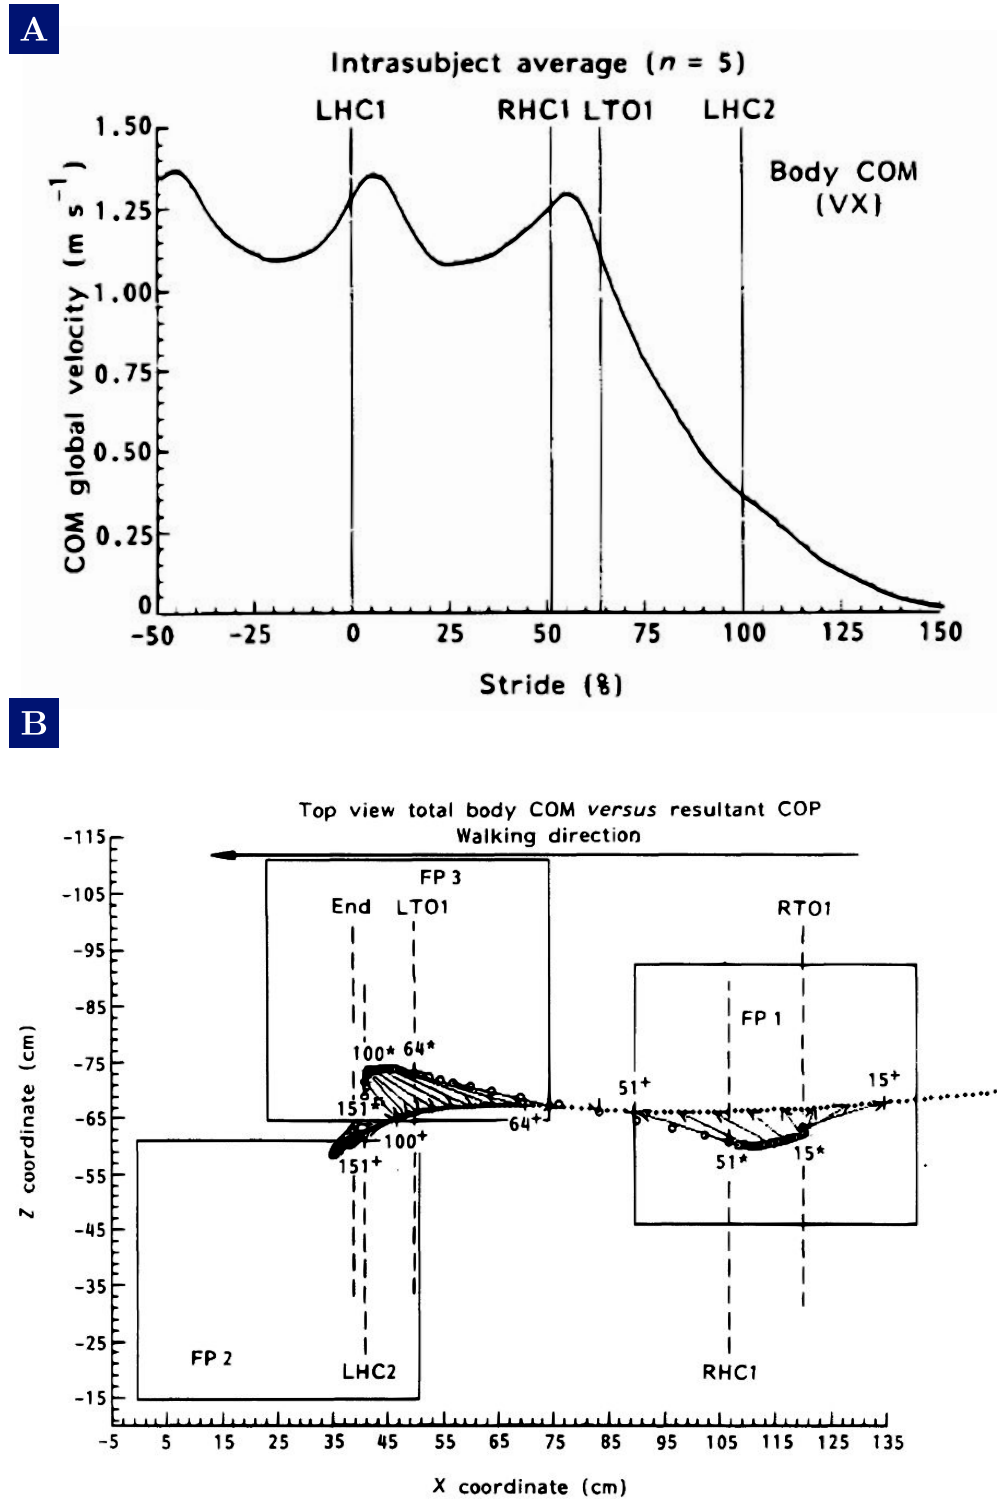 A
Intrasubject average (n = 5)
LHC1 RHC1 LTO1 LHC2
Body COM
(VX)
COM global velocity (m s⁻¹)
1.50
1.25
1.00
0.75
0.50
0.25
0
-50 -25 0 25 50 75 100 125 150
Stride (%)
B
Top view total body COM versus resultant COP
Walking direction
-115
-105
-95
-85
-75
-65
-55
-45
-35
-25
-15
Z coordinate (cm)
FP 3
End LTO1
RTO1
FP 1
100* 64*
51+ 15+
151*
64+
100+
151+
51* 15*
FP 2
LHC2
RHC1
-5 5 15 25 35 45 55 65 75 85 95 105 115 125 135
X coordinate (cm)